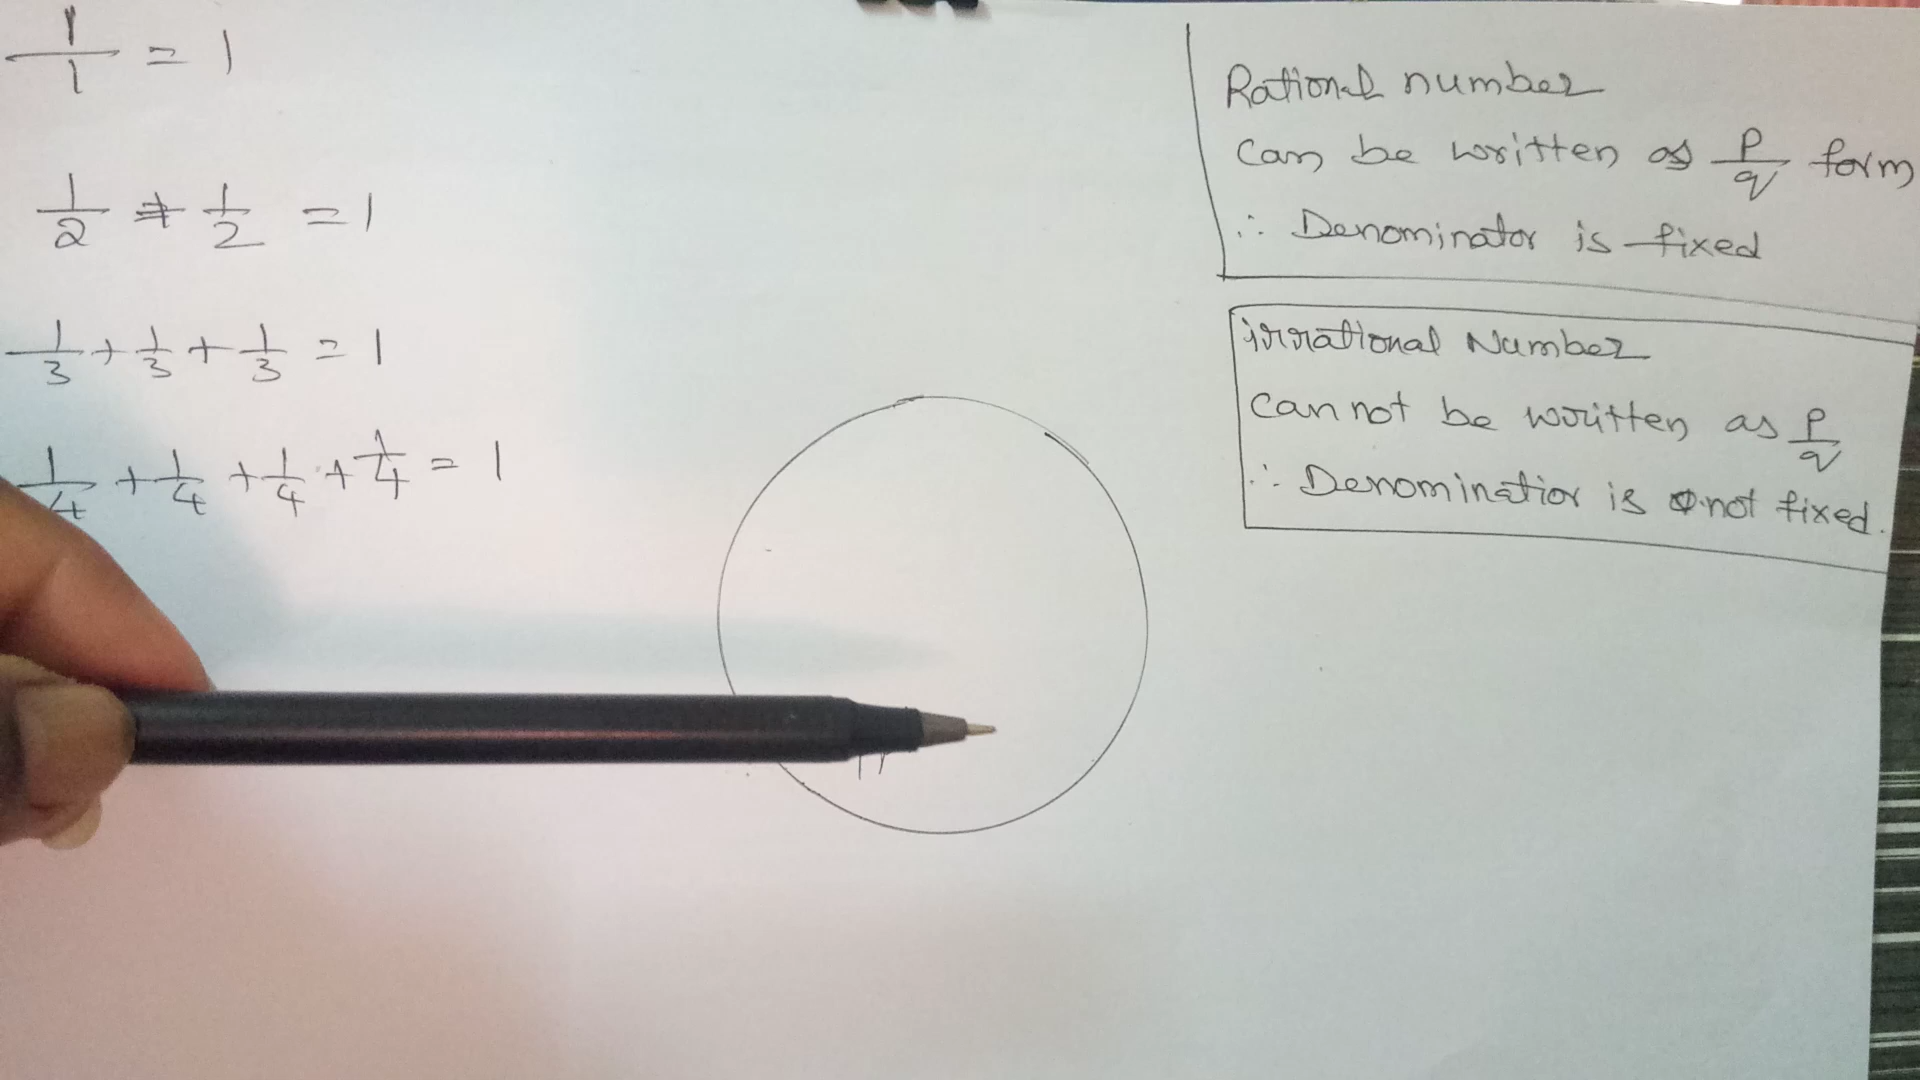 1/1 = 1
1/2 + 1/2 = 1
1/3 + 1/3 + 1/3 = 1
1/4 + 1/4 + 1/4 + 1/4 = 1
Rational number
Can be written as P/q form
∴ Denominator is fixed
irrational Number
Cannot be written as P/q
∴ Denominatior is not fixed.